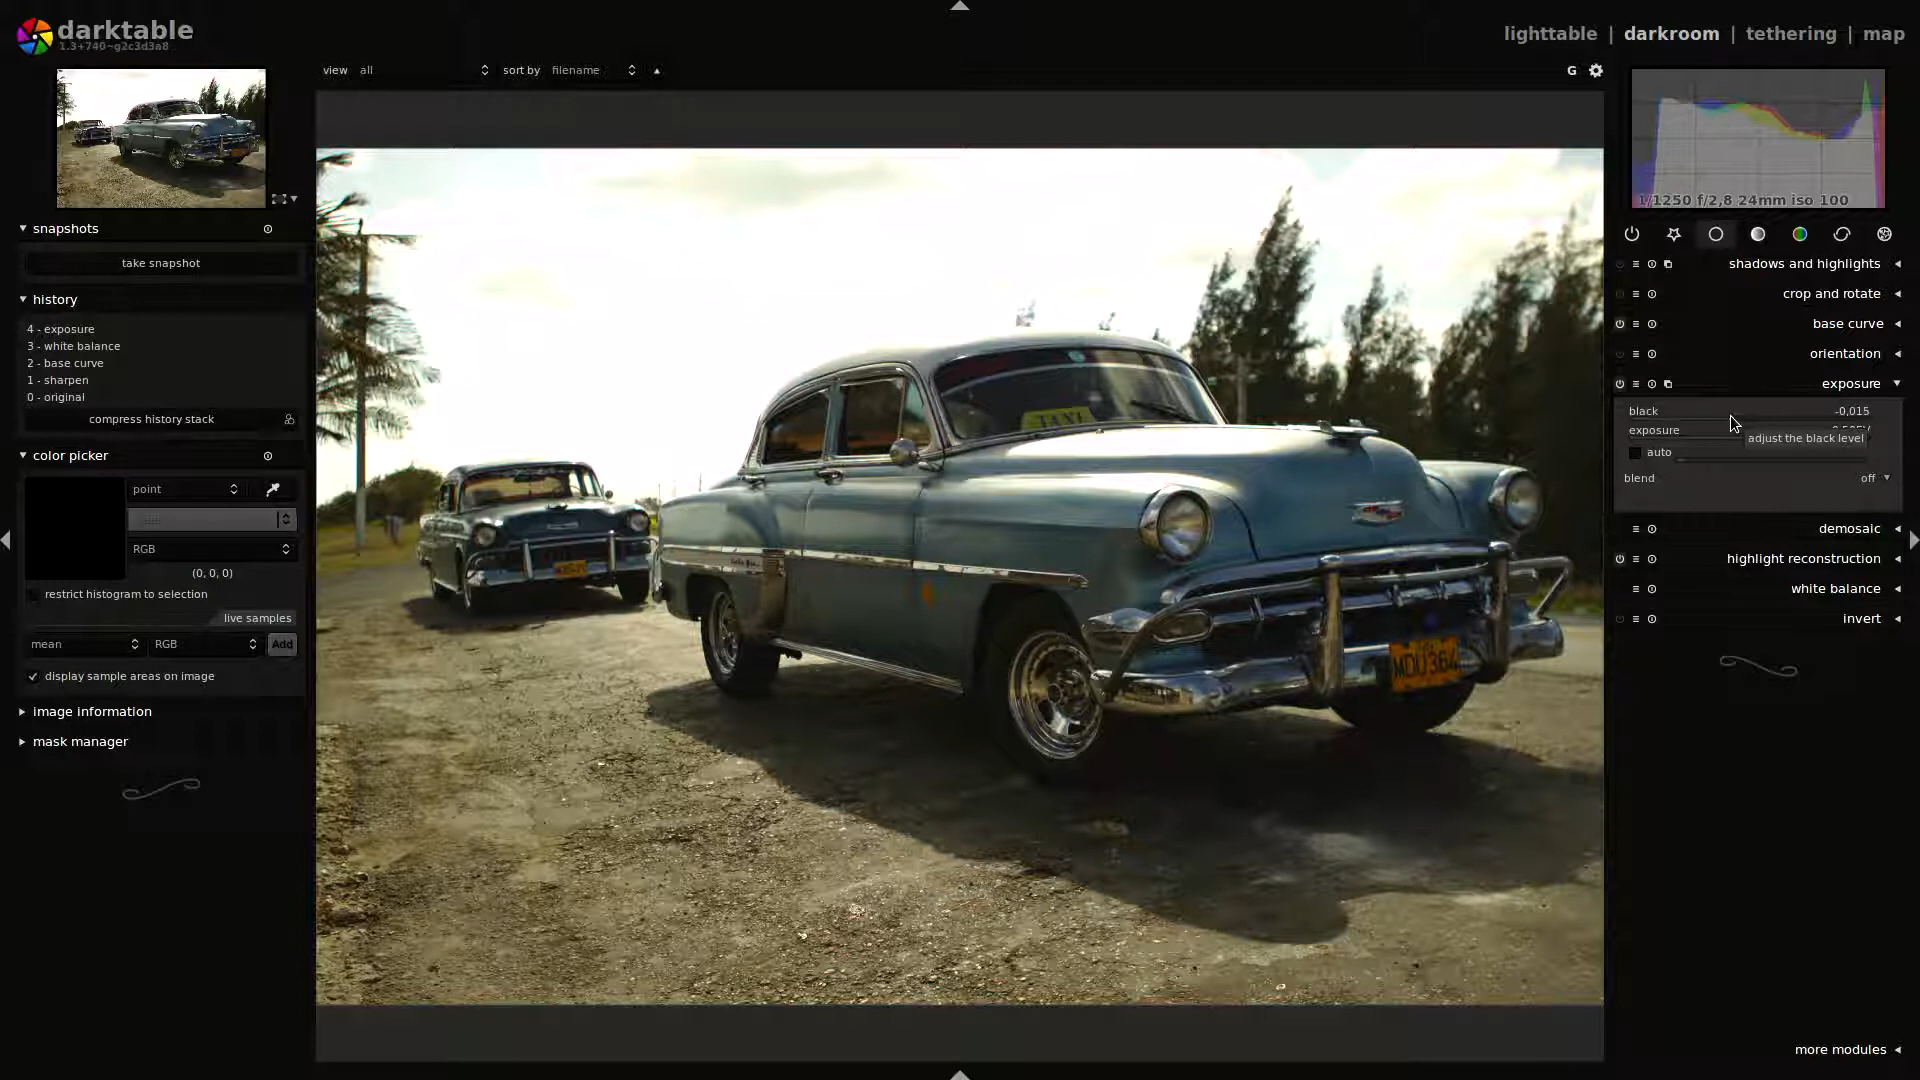 darktable
1.3+740~g2c3d3a8
lighttable | darkroom | tethering | map
view all sort by filename
G
1/1250 f/2,8 24mm iso 100
snapshots
take snapshot
history
4 - exposure
3 - white balance
2 - base curve
1 - sharpen
0 - original
compress history stack
color picker
point
RGB
(0, 0, 0)
restrict histogram to selection
live samples
mean RGB Add
display sample areas on image
image information
mask manager
TAXI
MDU364
shadows and highlights
crop and rotate
base curve
orientation
exposure
black -0,015
exposure
adjust the black level
auto
blend off
demosaic
highlight reconstruction
white balance
invert
more modules